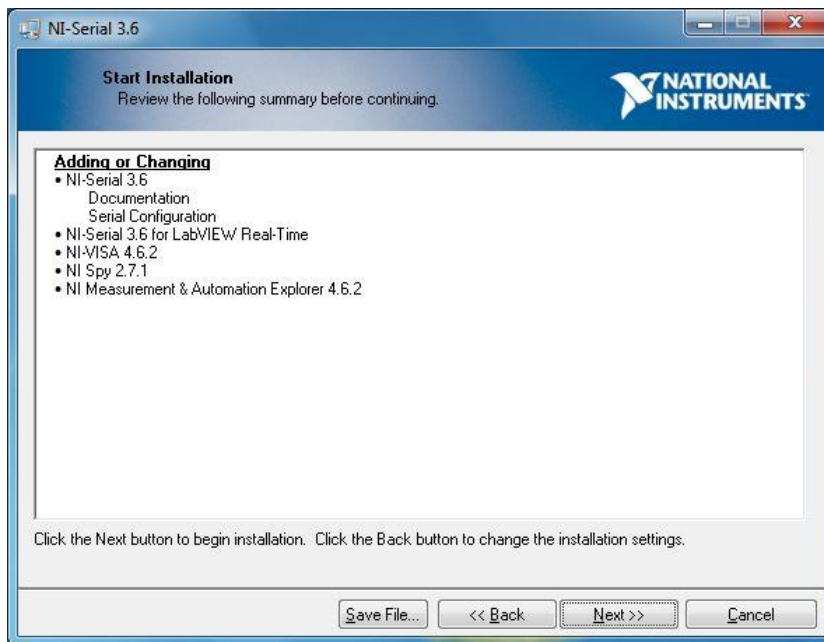 NI-Serial 3.6
Start Installation
Review the following summary before continuing.
NATIONAL
INSTRUMENTS
Adding or Changing
• NI-Serial 3.6
Documentation
Serial Configuration
• NI-Serial 3.6 for LabVIEW Real-Time
• NI-VISA 4.6.2
• NI Spy 2.7.1
• NI Measurement & Automation Explorer 4.6.2
Click the Next button to begin installation. Click the Back button to change the installation settings.
Save File... << Back Next >> Cancel